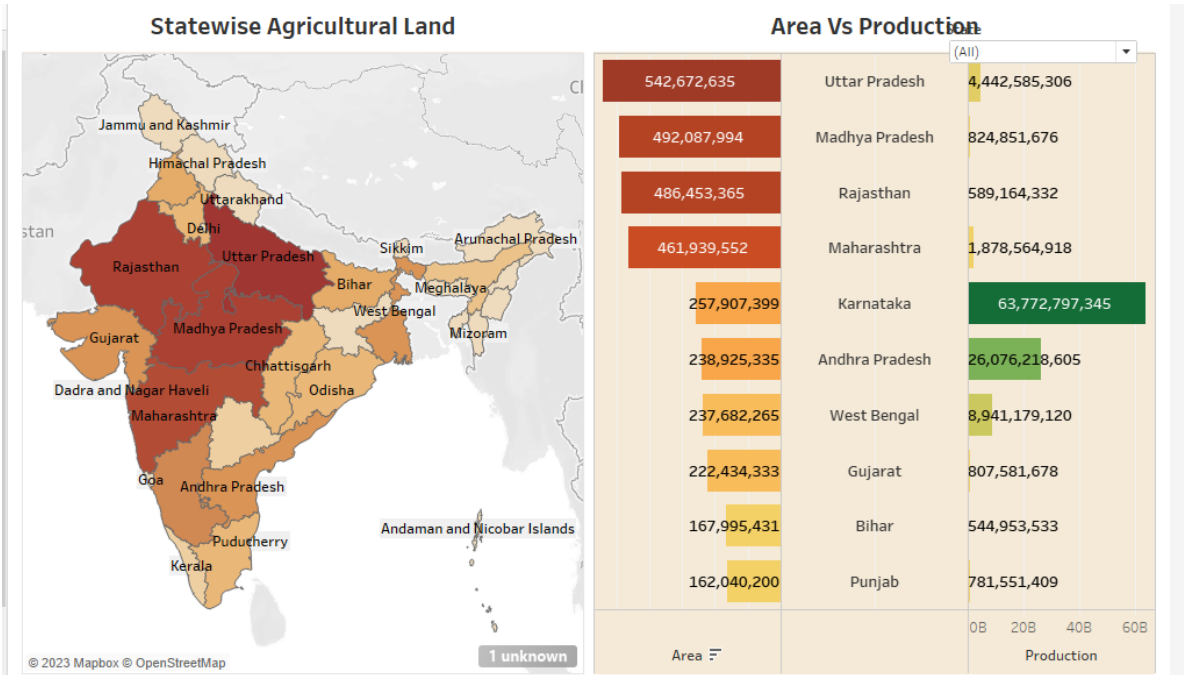 Statewise Agricultural Land
Jammu and Kashmir
Himachal Pradesh
Uttarakhand
stan
Delhi
Rajasthan
Uttar Pradesh
Sikkim
Arunachal Pradesh
Bihar
Meghalaya
West Bengal
Gujarat
Madhya Pradesh
Mizoram
Chhattisgarh
Dadra and Nagar Haveli
Odisha
Maharashtra
Goa
Andhra Pradesh
Andaman and Nicobar Islands
Puducherry
Kerala
© 2023 Mapbox © OpenStreetMap
1 unknown
CI
Area Vs Production
State
(All)
542,672,635 Uttar Pradesh 4,442,585,306
492,087,994 Madhya Pradesh 824,851,676
486,453,365 Rajasthan 589,164,332
461,939,552 Maharashtra 1,878,564,918
257,907,399 Karnataka 63,772,797,345
238,925,335 Andhra Pradesh 26,076,218,605
237,682,265 West Bengal 8,941,179,120
222,434,333 Gujarat 807,581,678
167,995,431 Bihar 544,953,533
162,040,200 Punjab 781,551,409
0B 20B 40B 60B
Area Production